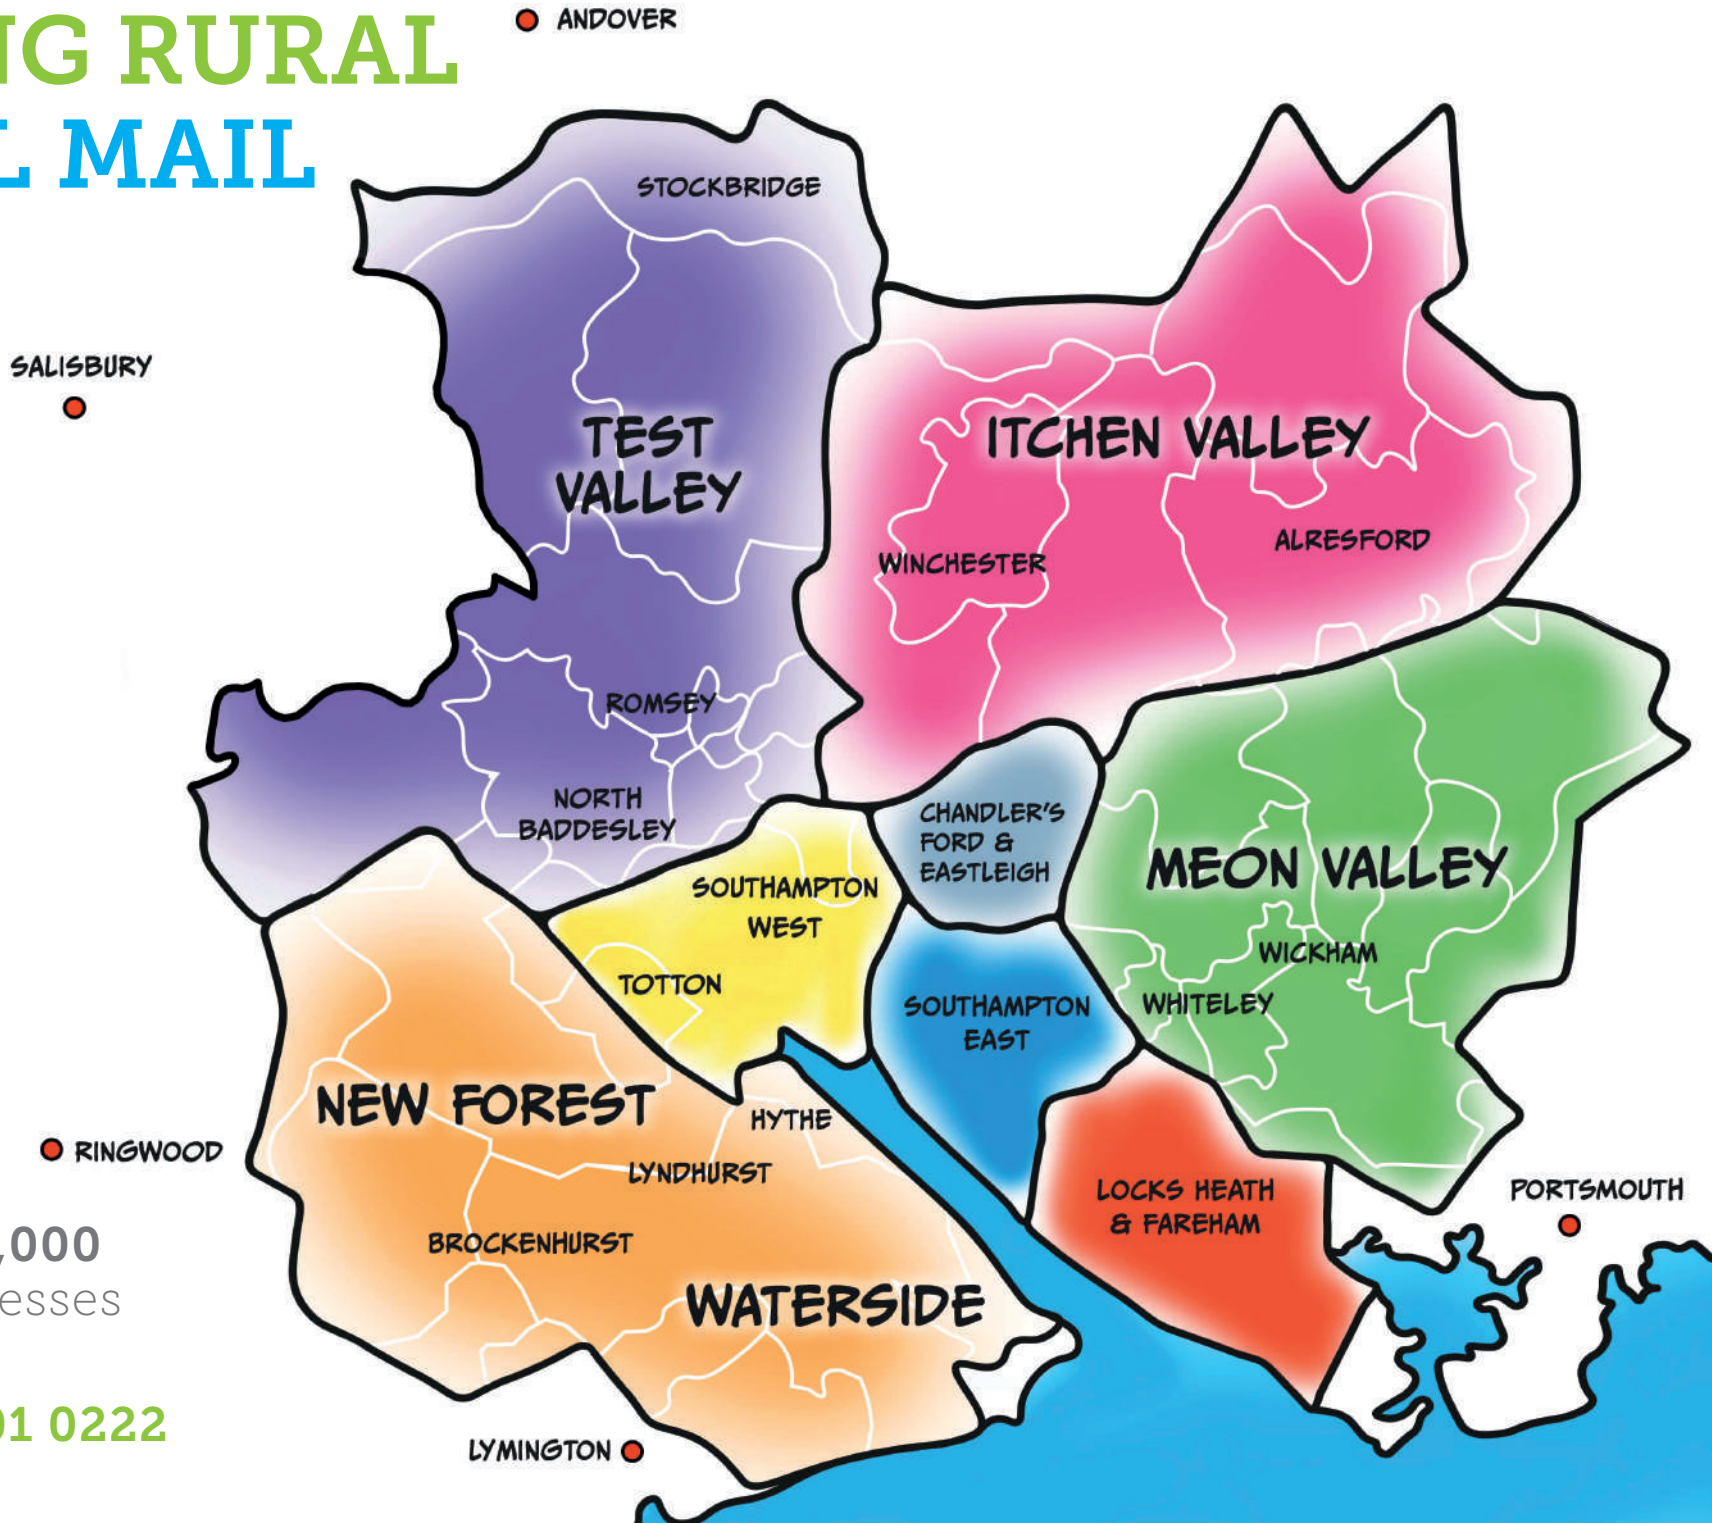 NG RURAL
L MAIL
ANDOVER
STOCKBRIDGE
SALISBURY
TEST
VALLEY
ITCHEN VALLEY
ALRESFORD
WINCHESTER
ROMSEY
NORTH
BADDESLEY
CHANDLER'S
FORD &
EASTLEIGH
MEON VALLEY
SOUTHAMPTON
WEST
WICKHAM
TOTTON
WHITELEY
SOUTHAMPTON
EAST
NEW FOREST
HYTHE
RINGWOOD
LYNDHURST
LOCKS HEATH
& FAREHAM
PORTSMOUTH
BROCKENHURST
,000
esses
WATERSIDE
01 0222
LYMINGTON